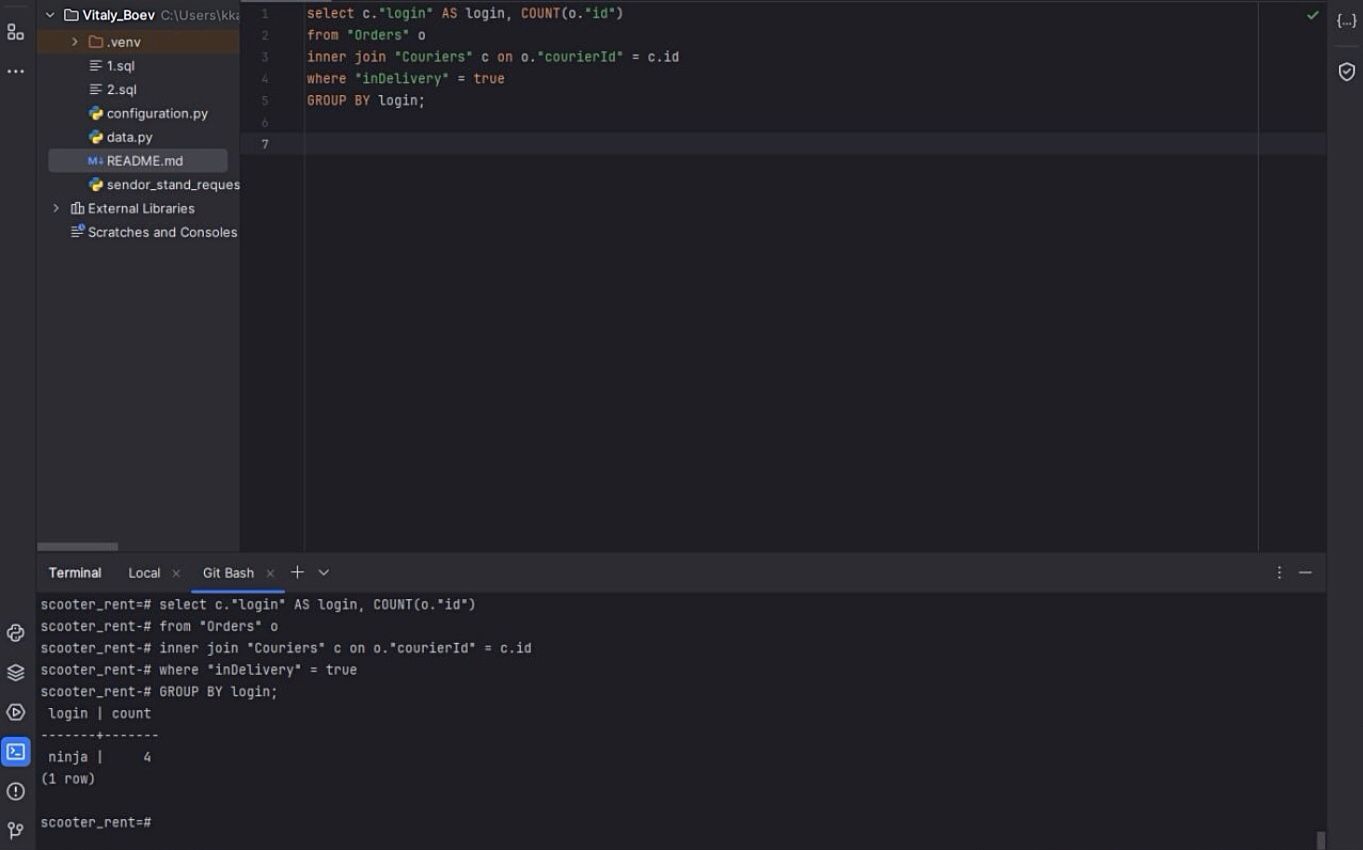 Vitaly_Boev C:\Users\kka
.venv
1.sql
2.sql
configuration.py
data.py
README.md
sendor_stand_reques
External Libraries
Scratches and Consoles
1 select c."login" AS login, COUNT(o."id")
2 from "Orders" o
3 inner join "Couriers" c on o."courierId" = c.id
4 where "inDelivery" = true
5 GROUP BY login;
6
7
Terminal Local Git Bash
scooter_rent=# select c."login" AS login, COUNT(o."id")
scooter_rent-# from "Orders" o
scooter_rent-# inner join "Couriers" c on o."courierId" = c.id
scooter_rent-# where "inDelivery" = true
scooter_rent-# GROUP BY login;
login | count
-------+-------
ninja | 4
(1 row)
scooter_rent=#